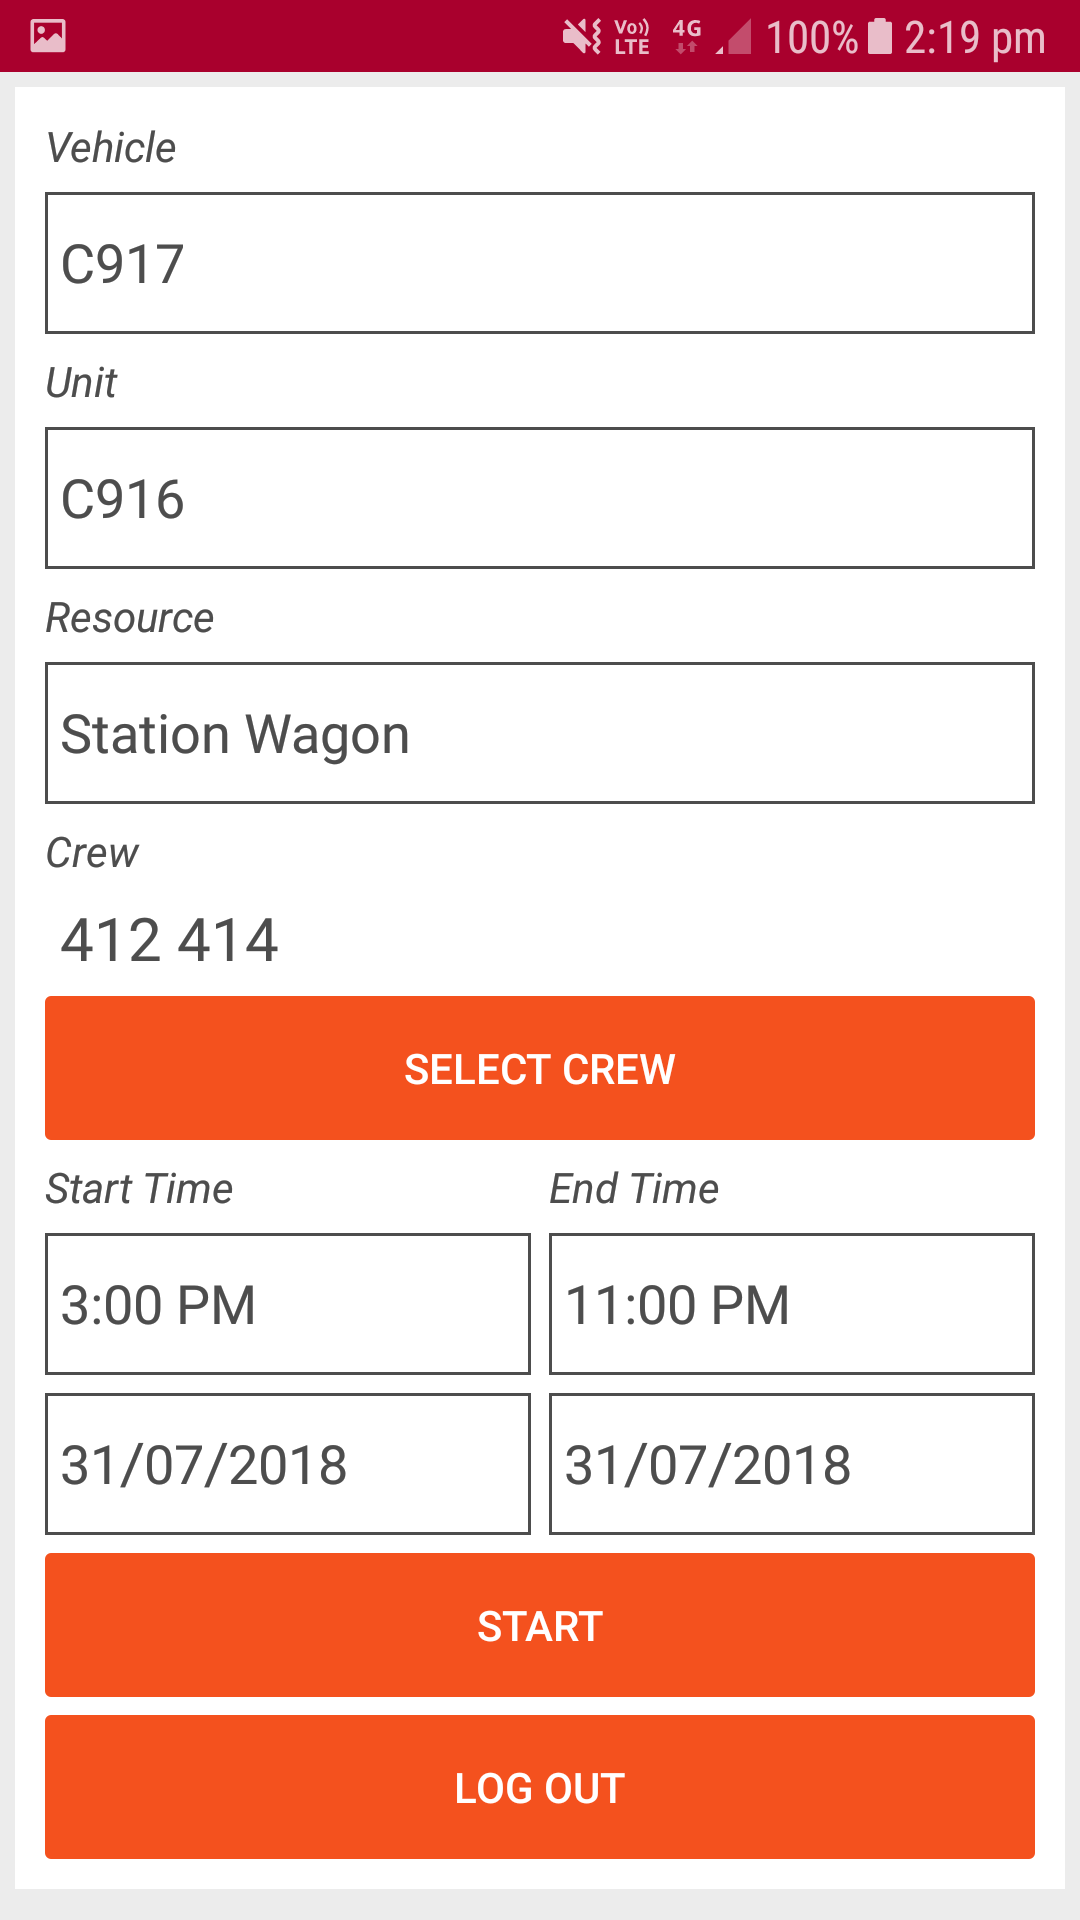 Vo)) LTE 4G 100% 2:19 pm
Vehicle
C917
Unit
C916
Resource
Station Wagon
Crew
412 414
SELECT CREW
Start Time End Time
3:00 PM 11:00 PM
31/07/2018 31/07/2018
START
LOG OUT